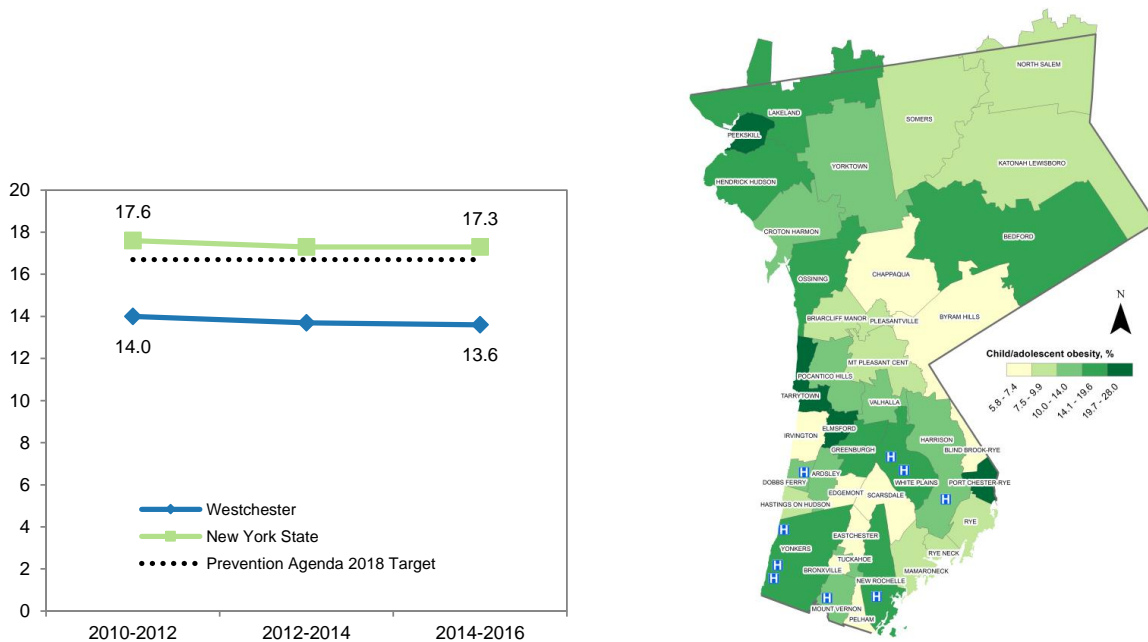 20
18
16
14
12
10
8
6
4
2
0
17.6
17.3
14.0
13.6
Westchester
New York State
Prevention Agenda 2018 Target
2010-2012
2012-2014
2014-2016
NORTH SALEM
LAKELAND
SOMERS
PEEKSKILL
KATONAH LEWISBORO
YORKTOWN
HENDRICK HUDSON
CROTON HARMON
BEDFORD
CHAPPAQUA
OSSINING
N
BRIARCLIFF MANOR
PLEASANTVILLE
BYRAM HILLS
MT PLEASANT CENT
POCANTICO HILLS
TARRYTOWN
VALHALLA
ELMSFORD
IRVINGTON
HARRISON
GREENBURGH
BLIND BROOK-RYE
H
H
H
ARDSLEY
DOBBS FERRY
WHITE PLAINS
PORT CHESTER-RYE
EDGEMONT
SCARSDALE
H
HASTINGS ON HUDSON
RYE
H
EASTCHESTER
YONKERS
RYE NECK
TUCKAHOE
H
BRONXVILLE
MAMARONECK
H
NEW ROCHELLE
H
H
MOUNT VERNON
PELHAM
Child/adolescent obesity, %
5.8 - 7.4
7.5 - 9.9
10.0 - 14.0
14.1 - 19.6
19.7 - 28.0